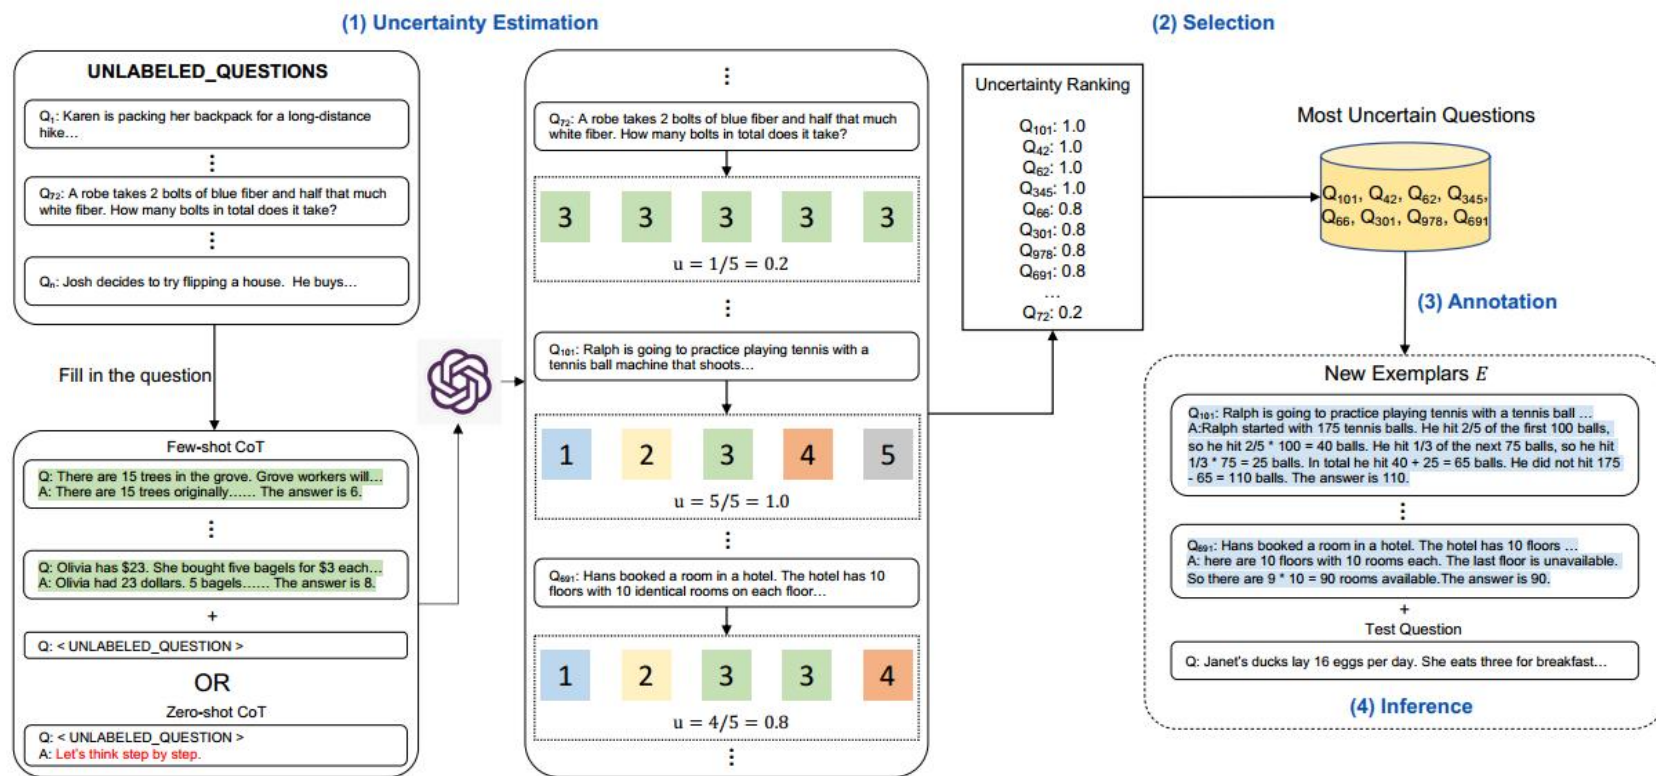 (1) Uncertainty Estimation
UNLABELED_QUESTIONS
Q₁: Karen is packing her backpack for a long-distance
hike…
⋮
Q₇₂: A robe takes 2 bolts of blue fiber and half that much
white fiber. How many bolts in total does it take?
⋮
Qₙ: Josh decides to try flipping a house.  He buys…
Fill in the question
Few-shot CoT
Q: There are 15 trees in the grove. Grove workers will…
A: There are 15 trees originally…… The answer is 6.
⋮
Q: Olivia has $23. She bought five bagels for $3 each…
A: Olivia had 23 dollars. 5 bagels…… The answer is 8.
+
Q: < UNLABELED_QUESTION >
OR
Zero-shot CoT
Q: < UNLABELED_QUESTION >
A: Let's think step by step.
⋮
Q₇₂: A robe takes 2 bolts of blue fiber and half that much
white fiber. How many bolts in total does it take?
3 3 3 3 3
u = 1/5 = 0.2
⋮
Q₁₀₁: Ralph is going to practice playing tennis with a
tennis ball machine that shoots…
1 2 3 4 5
u = 5/5 = 1.0
⋮
Q₆₉₁: Hans booked a room in a hotel. The hotel has 10
floors with 10 identical rooms on each floor…
1 2 3 3 4
u = 4/5 = 0.8
⋮
(2) Selection
Uncertainty Ranking
Q₁₀₁: 1.0
Q₄₂: 1.0
Q₆₂: 1.0
Q₃₄₅: 1.0
Q₆₆: 0.8
Q₃₀₁: 0.8
Q₉₇₈: 0.8
Q₆₉₁: 0.8
…
Q₇₂: 0.2
Most Uncertain Questions
Q₁₀₁, Q₄₂, Q₆₂, Q₃₄₅,
Q₆₆, Q₃₀₁, Q₉₇₈, Q₆₉₁
(3) Annotation
New Exemplars E
Q₁₀₁: Ralph is going to practice playing tennis with a tennis ball …
A:Ralph started with 175 tennis balls. He hit 2/5 of the first 100 balls,
so he hit 2/5 * 100 = 40 balls. He hit 1/3 of the next 75 balls, so he hit
1/3 * 75 = 25 balls. In total he hit 40 + 25 = 65 balls. He did not hit 175
- 65 = 110 balls. The answer is 110.
⋮
Q₆₉₁: Hans booked a room in a hotel. The hotel has 10 floors …
A: here are 10 floors with 10 rooms each. The last floor is unavailable.
So there are 9 * 10 = 90 rooms available.The answer is 90.
+
Test Question
Q: Janet's ducks lay 16 eggs per day. She eats three for breakfast…
(4) Inference